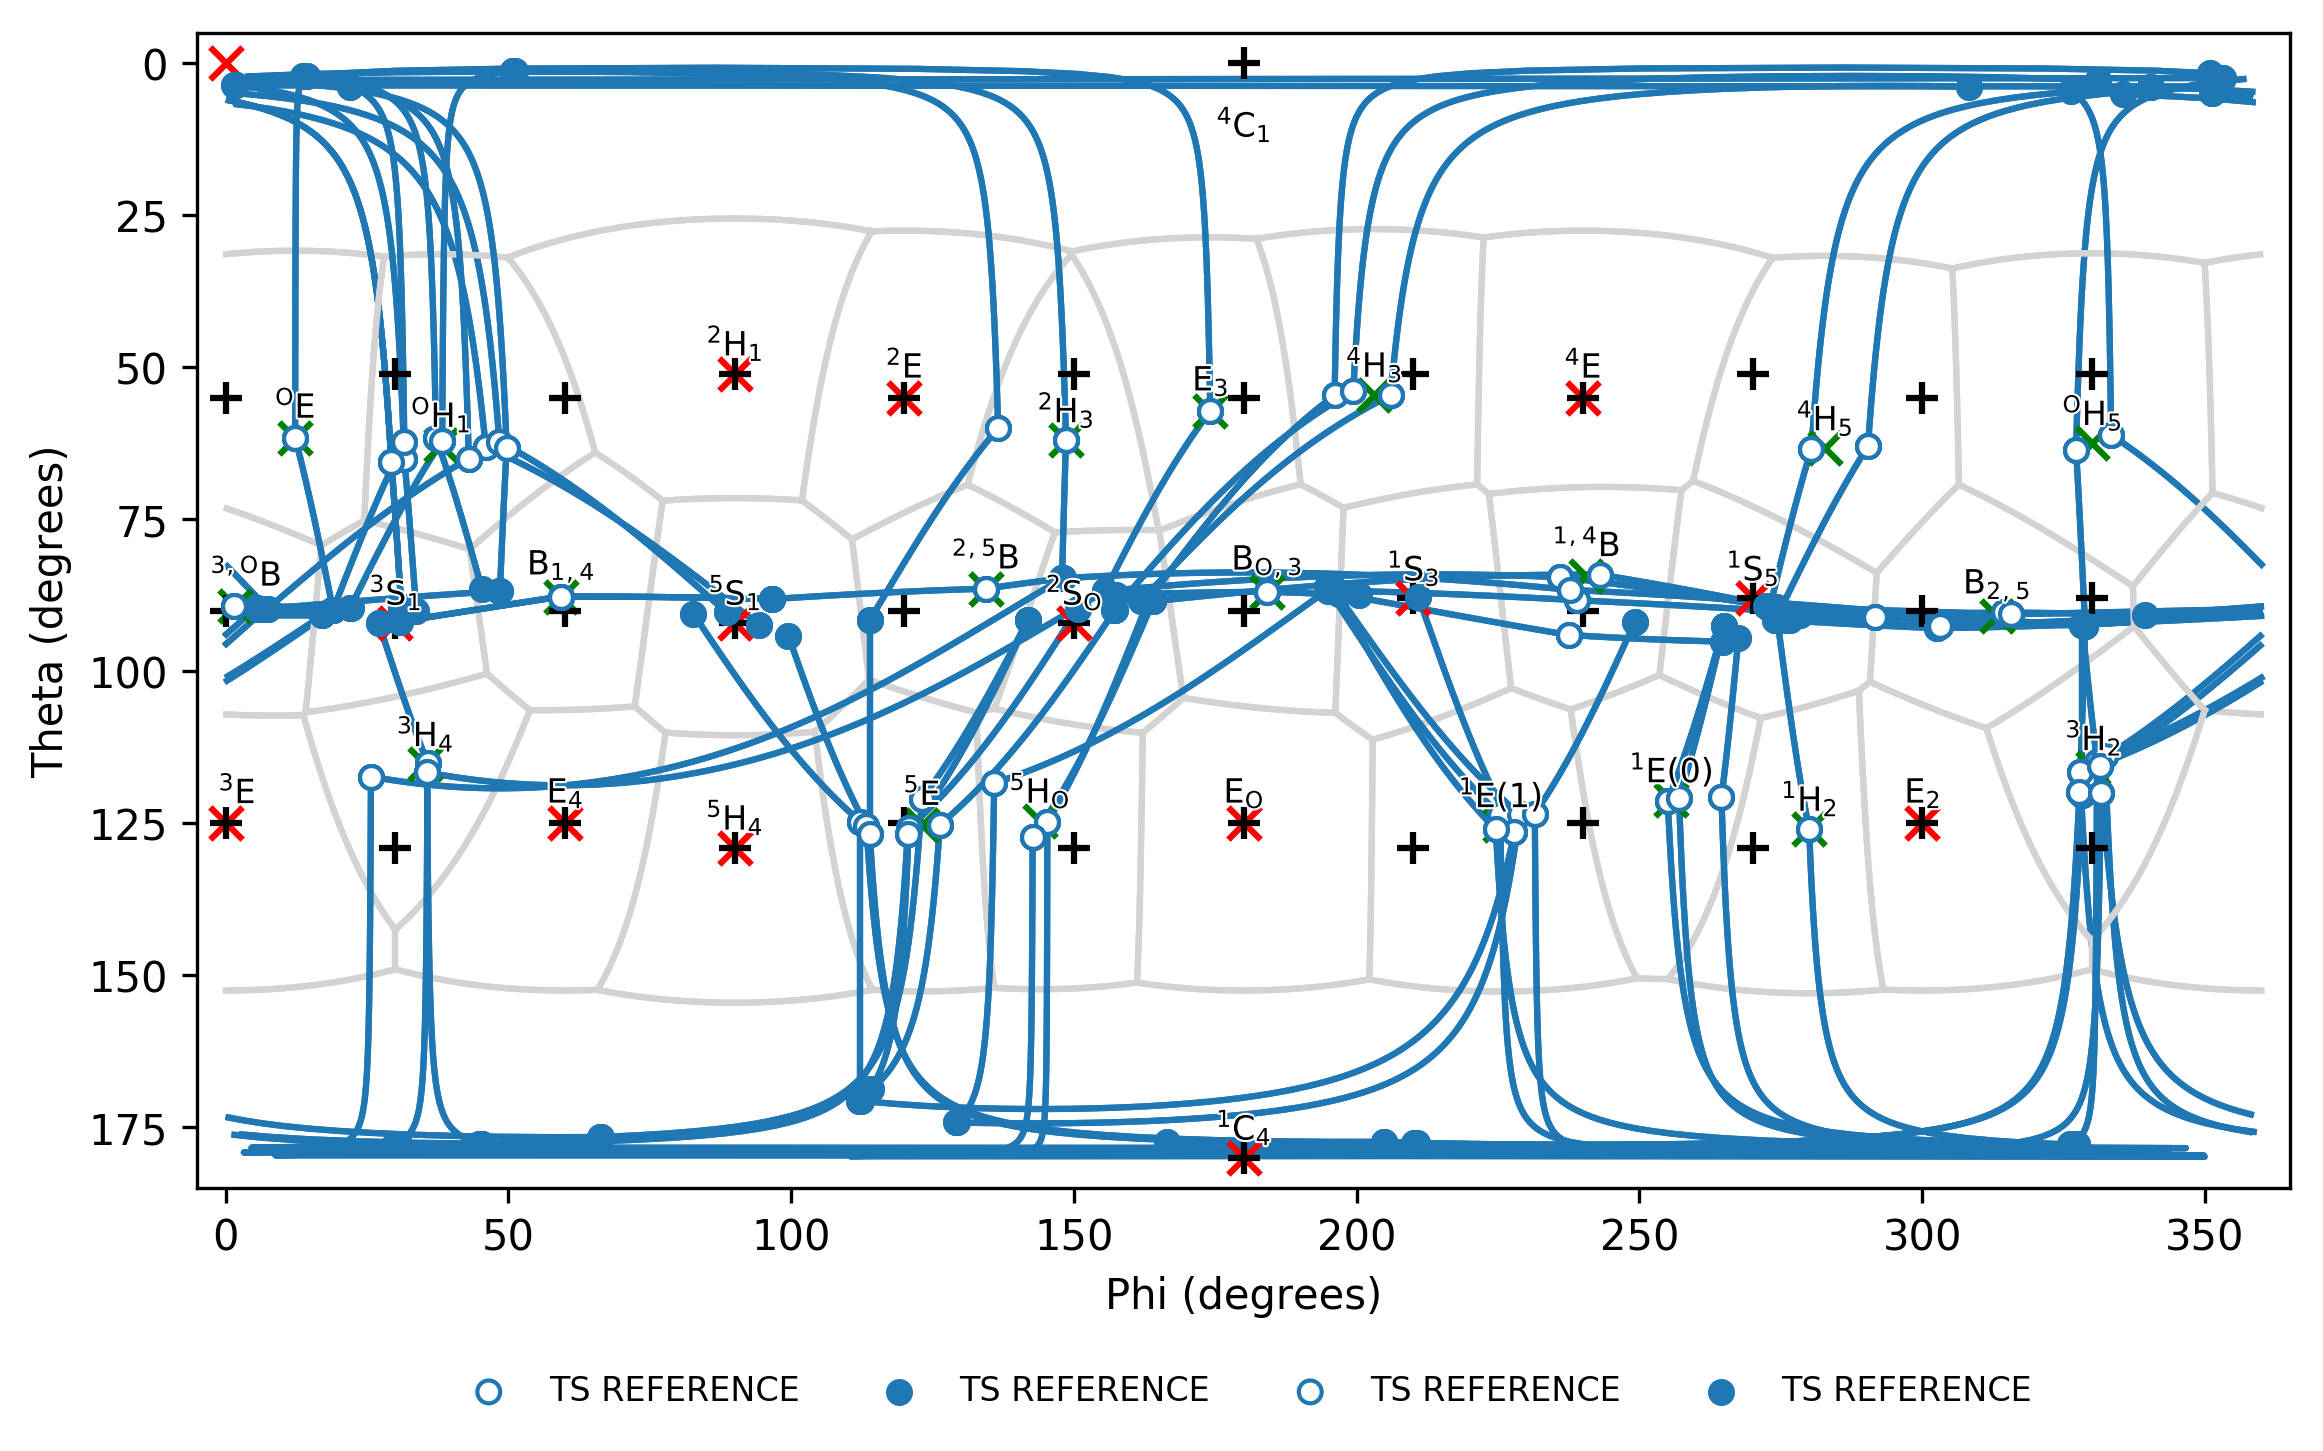 0
⁴C₁
25
²H₁
²E
⁴H₃
⁴E
50
E₃
ᴼE
ᴼH₁
²H₃
⁴H₅
ᴼH₅
75
³,ᴼB
B₁,₄
²,⁵B
Bₒ,₃
¹,⁴B
B₂,₅
³S₁
⁵S₁
²Sₒ
¹S₃
¹S₅
100
³H₄
³H₂
³E
E₄
⁵H₄
⁵E
⁵Hₒ
Eₒ
¹E(1)
¹E(0)
¹H₂
E₂
125
150
175
¹C₄
Theta (degrees)
0 50 100 150 200 250 300 350
Phi (degrees)
TS REFERENCE TS REFERENCE TS REFERENCE TS REFERENCE